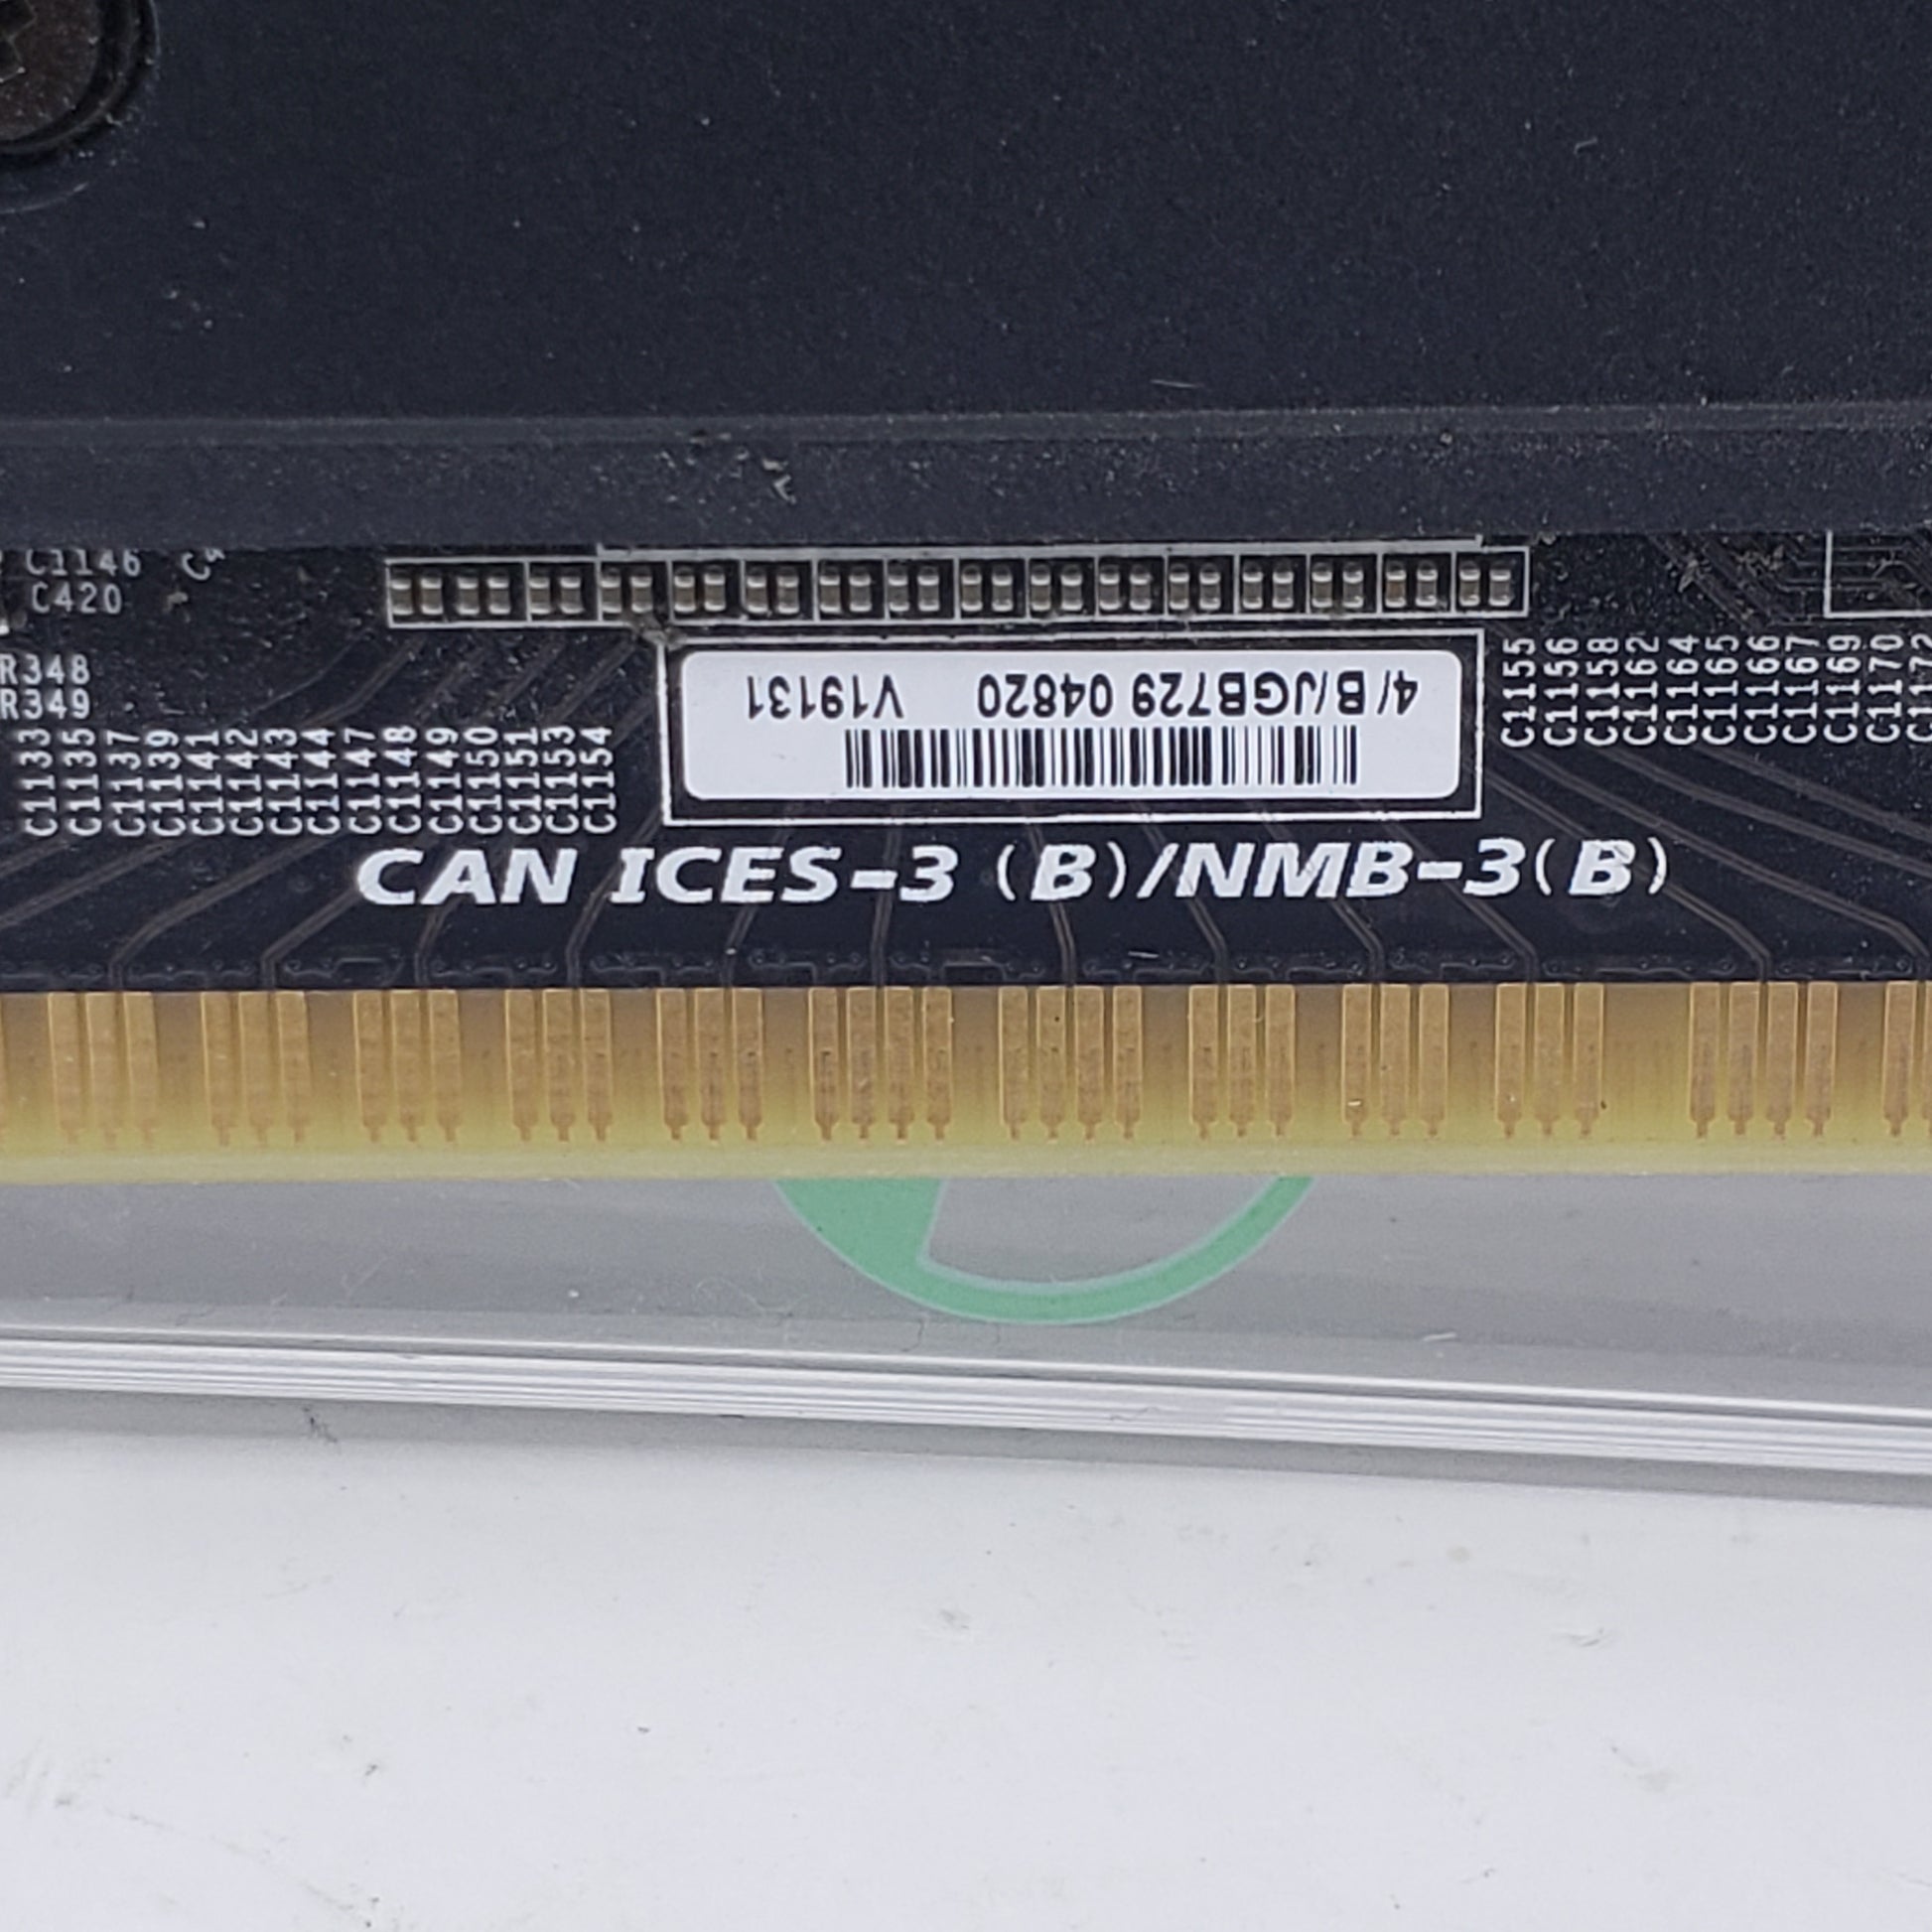 C1146
C420
R348
R349
C1133
C1135
C1137
C1139
C1141
C1142
C1143
C1144
C1147
C1148
C1149
C1150
C1151
C1153
C1154
4/B/JGB729 04820 V19131
C1155
C1156
C1158
C1162
C1164
C1165
C1166
C1167
C1169
C1170
C1172
CAN ICES-3 (B)/NMB-3(B)